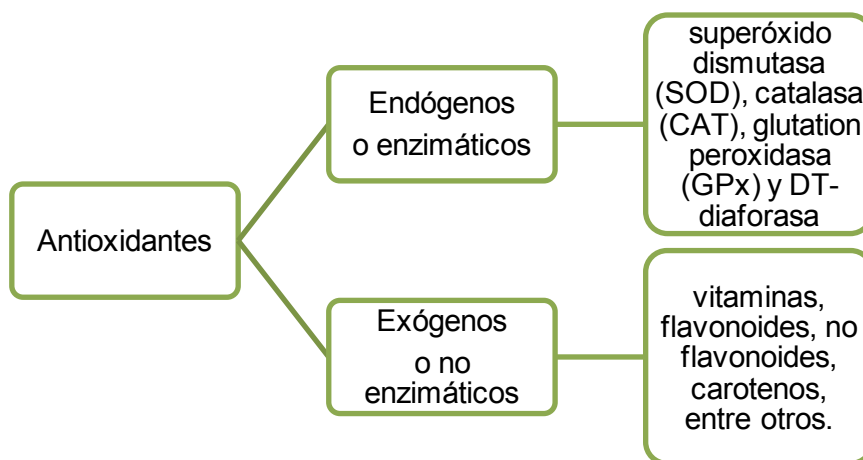 Antioxidantes
Endógenos
o enzimáticos
superóxido
dismutasa
(SOD), catalasa
(CAT), glutation
peroxidasa
(GPx) y DT-
diaforasa
Exógenos
o no
enzimáticos
vitaminas,
flavonoides, no
flavonoides,
carotenos,
entre otros.